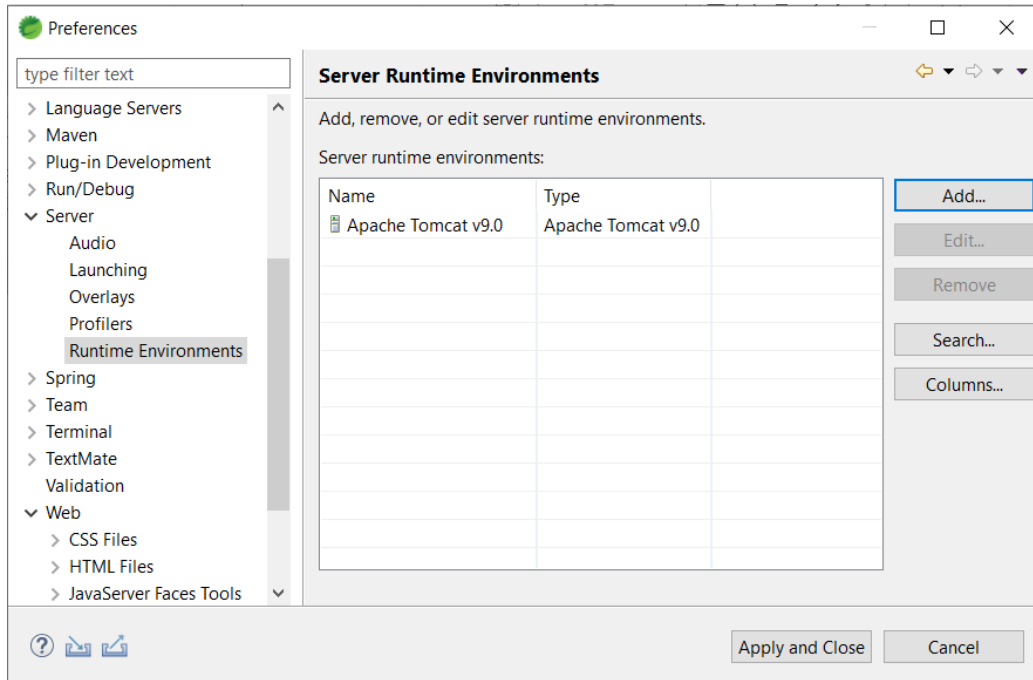 Preferences
type filter text
Language Servers
Maven
Plug-in Development
Run/Debug
Server
Audio
Launching
Overlays
Profilers
Runtime Environments
Spring
Team
Terminal
TextMate
Validation
Web
CSS Files
HTML Files
JavaServer Faces Tools
Server Runtime Environments
Add, remove, or edit server runtime environments.
Server runtime environments:
Name Type
Apache Tomcat v9.0 Apache Tomcat v9.0
Add...
Edit...
Remove
Search...
Columns...
?
Apply and Close Cancel